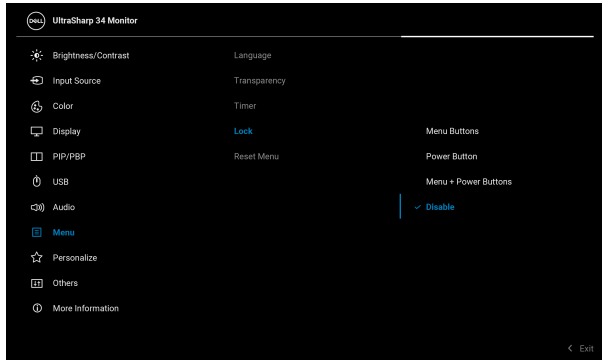 DELL UltraSharp 34 Monitor
Brightness/Contrast Language
Input Source Transparency
Color Timer
Display Lock Menu Buttons
PIP/PBP Reset Menu Power Button
USB Menu + Power Buttons
Audio Disable
Menu
Personalize
Others
More Information
Exit